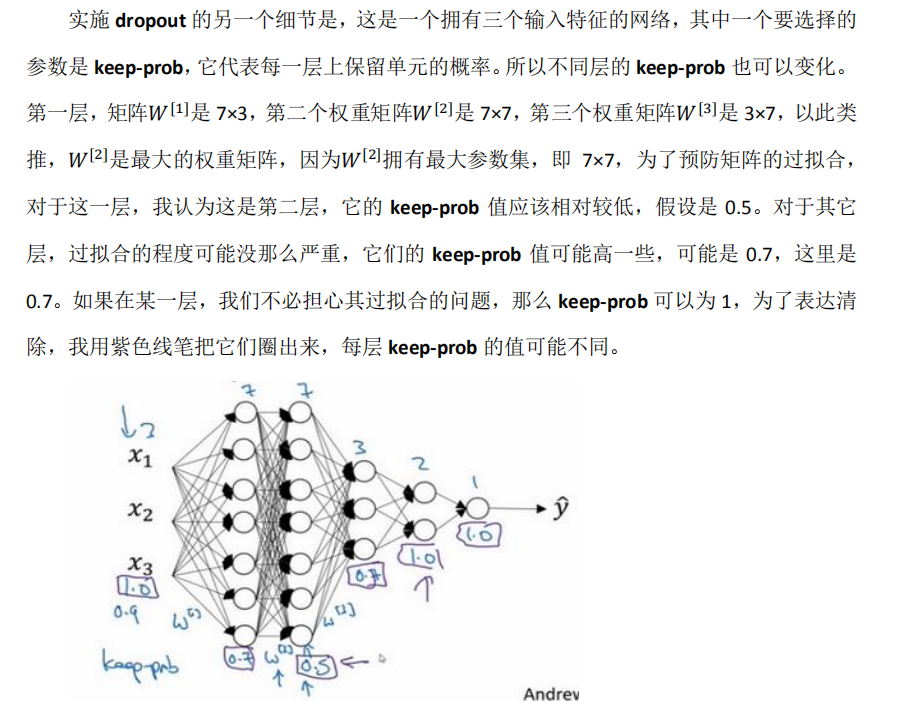 实施 dropout 的另一个细节是，这是一个拥有三个输入特征的网络，其中一个要选择的
参数是 keep-prob，它代表每一层上保留单元的概率。所以不同层的 keep-prob 也可以变化。
第一层，矩阵W[1]是 7×3，第二个权重矩阵W[2]是 7×7，第三个权重矩阵W[3]是 3×7，以此类
推，W[2]是最大的权重矩阵，因为W[2]拥有最大参数集，即 7×7，为了预防矩阵的过拟合，
对于这一层，我认为这是第二层，它的 keep-prob 值应该相对较低，假设是 0.5。对于其它
层，过拟合的程度可能没那么严重，它们的 keep-prob 值可能高一些，可能是 0.7，这里是
0.7。如果在某一层，我们不必担心其过拟合的问题，那么 keep-prob 可以为 1，为了表达清
除，我用紫色线笔把它们圈出来，每层 keep-prob 的值可能不同。
7 7
3
x1
3
2
1
x2
ŷ
1.0
x3
1.0
0.7
1.0
0.9
keep-prob
0.7
0.5
Andrew